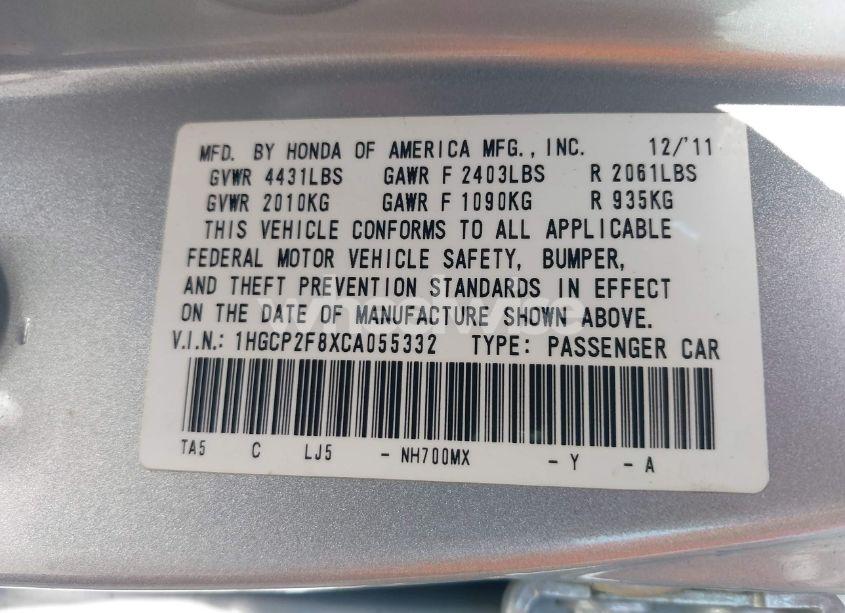 MFD. BY HONDA OF AMERICA MFG., INC. 12/'11
GVWR 4431LBS GAWR F 2403LBS R 2061LBS
GVWR 2010KG GAWR F 1090KG R 935KG
THIS VEHICLE CONFORMS TO ALL APPLICABLE
FEDERAL MOTOR VEHICLE SAFETY, BUMPER,
AND THEFT PREVENTION STANDARDS IN EFFECT
ON THE DATE OF MANUFACTURE SHOWN ABOVE.
wheelwise
V.I.N.: 1HGCP2F8XCA055332 TYPE: PASSENGER CAR
TA5 C LJ5 - NH700MX - Y - A